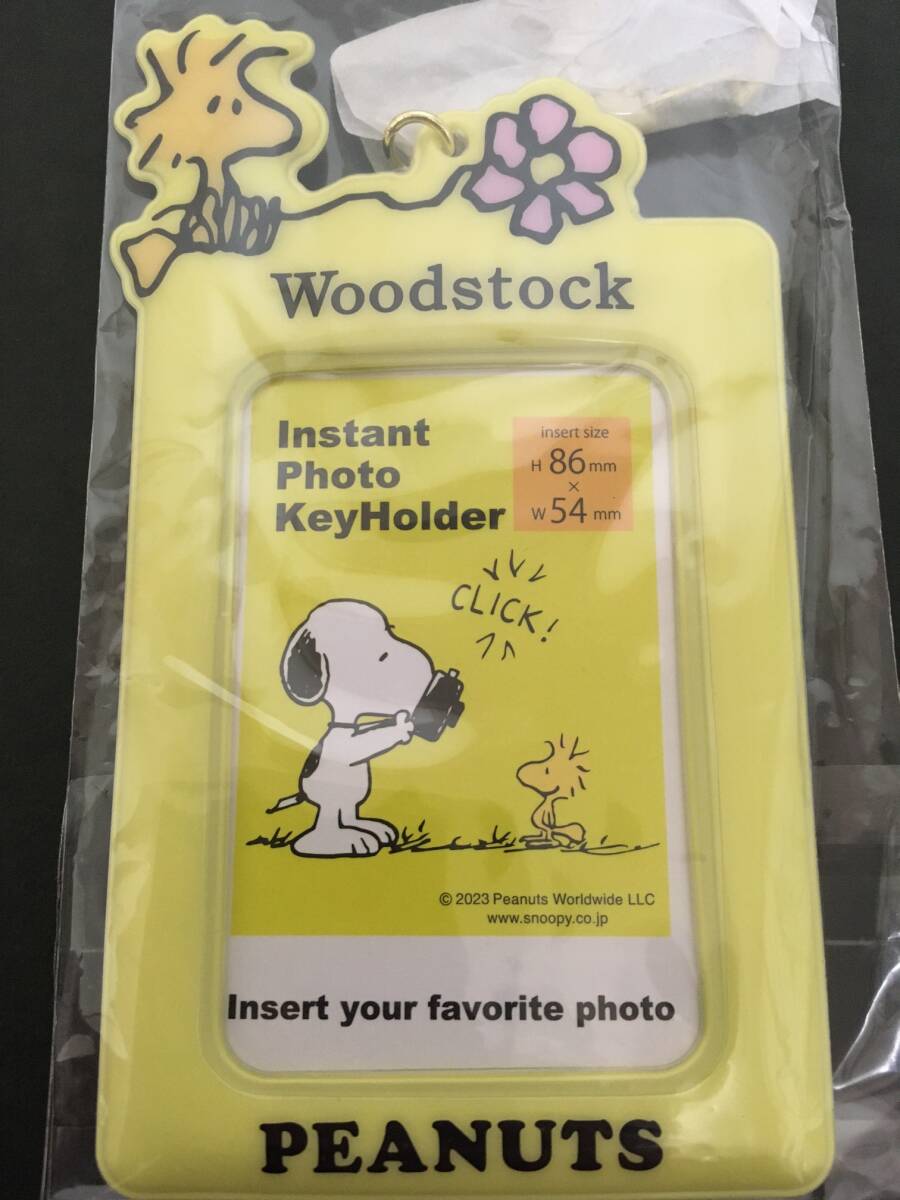 Woodstock
Instant
Photo
KeyHolder
insert size
H 86 mm
×
W 54 mm
CLICK!
© 2023 Peanuts Worldwide LLC
www.snoopy.co.jp
Insert your favorite photo
PEANUTS